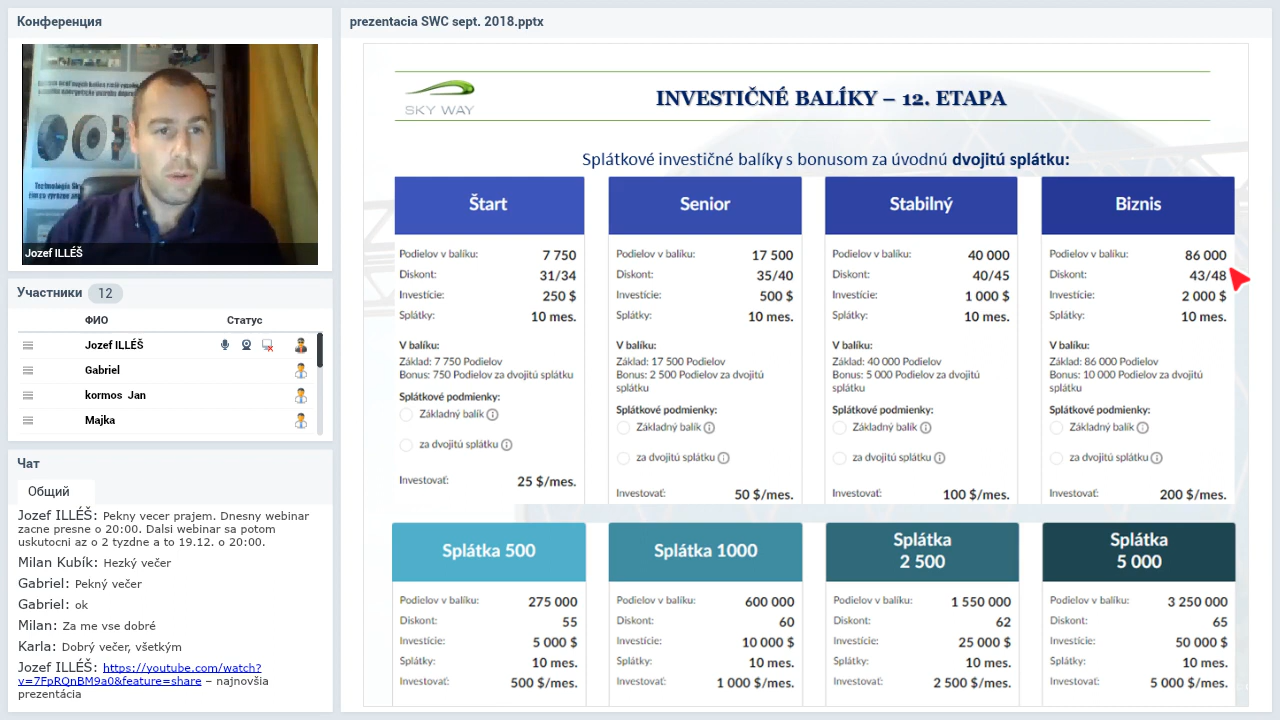 Конференция
Jozef ILLÉŠ
Участники 12
ФИО Статус
Jozef ILLÉŠ
Gabriel
kormos Jan
Majka
Чат
Общий
Jozef ILLÉŠ: Pekny vecer prajem. Dnesny webinar
zacne presne o 20:00. Dalsi webinar sa potom
uskutocni az o 2 tyzdne a to 19.12. o 20:00.
Milan Kubík: Hezký večer
Gabriel: Pekný večer
Gabriel: ok
Milan: Za me vse dobré
Karla: Dobrý večer, všetkým
Jozef ILLÉŠ: https://youtube.com/watch?
v=7FpRQnBM9a0&feature=share – najnovšia
prezentácia
prezentacia SWC sept. 2018.pptx
SKY WAY
INVESTIČNÉ BALÍKY – 12. ETAPA
Splátkové investičné balíky s bonusom za úvodnú dvojitú splátku:
Štart
Podielov v balíku: 7 750
Diskont: 31/34
Investície: 250 $
Splátky: 10 mes.
V balíku:
Základ: 7 750 Podielov
Bonus: 750 Podielov za dvojitú splátku
Splátkové podmienky:
Základný balík
za dvojitú splátku
Investovať: 25 $/mes.
Senior
Podielov v balíku: 17 500
Diskont: 35/40
Investície: 500 $
Splátky: 10 mes.
V balíku:
Základ: 17 500 Podielov
Bonus: 2 500 Podielov za dvojitú
splátku
Splátkové podmienky:
Základný balík
za dvojitú splátku
Investovať: 50 $/mes.
Stabilný
Podielov v balíku: 40 000
Diskont: 40/45
Investície: 1 000 $
Splátky: 10 mes.
V balíku:
Základ: 40 000 Podielov
Bonus: 5 000 Podielov za dvojitú
splátku
Splátkové podmienky:
Základný balík
za dvojitú splátku
Investovať: 100 $/mes.
Biznis
Podielov v balíku: 86 000
Diskont: 43/48
Investície: 2 000 $
Splátky: 10 mes.
V balíku:
Základ: 86 000 Podielov
Bonus: 10 000 Podielov za dvojitú
splátku
Splátkové podmienky:
Základný balík
za dvojitú splátku
Investovať: 200 $/mes.
Splátka 500
Podielov v balíku: 275 000
Diskont: 55
Investície: 5 000 $
Splátky: 10 mes.
Investovať: 500 $/mes.
Splátka 1000
Podielov v balíku: 600 000
Diskont: 60
Investície: 10 000 $
Splátky: 10 mes.
Investovať: 1 000 $/mes.
Splátka
2 500
Podielov v balíku: 1 550 000
Diskont: 62
Investície: 25 000 $
Splátky: 10 mes.
Investovať: 2 500 $/mes.
Splátka
5 000
Podielov v balíku: 3 250 000
Diskont: 65
Investície: 50 000 $
Splátky: 10 mes.
Investovať: 5 000 $/mes.